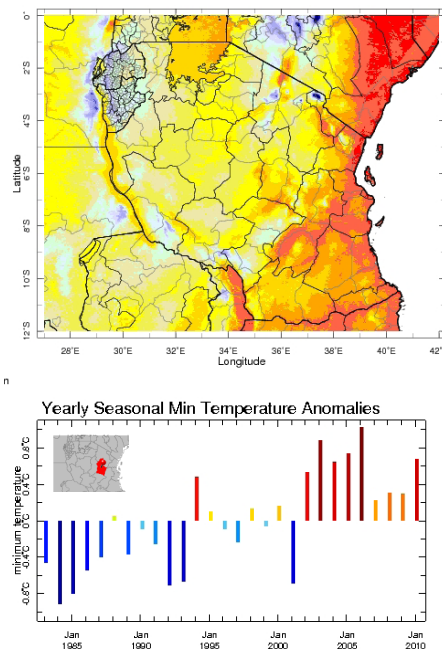 0°
2°S
4°S
6°S
8°S
10°S
12°S
Latitude
28°E 30°E 32°E 34°E 36°E 38°E 40°E 42°
Longitude
n
Yearly Seasonal Min Temperature Anomalies
minimum temperature
0.8°C
0.4°C
0°C
-0.4°C
-0.8°C
Jan Jan Jan Jan Jan Jan
1985 1990 1995 2000 2005 2010